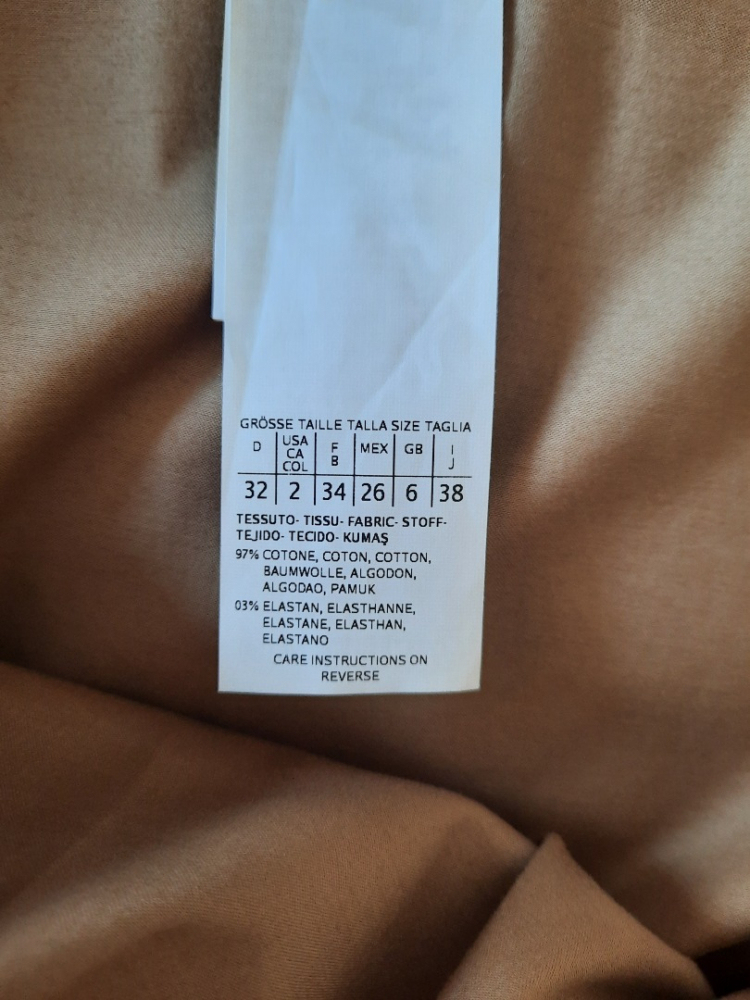 GRÖSSE TAILLE TALLA SIZE TAGLIA
D USA CA COL F B MEX GB I J
32 2 34 26 6 38
TESSUTO- TISSU- FABRIC- STOFF-
TEJIDO- TECIDO- KUMAŞ
97% COTONE, COTON, COTTON,
BAUMWOLLE, ALGODON,
ALGODAO, PAMUK
03% ELASTAN, ELASTHANNE,
ELASTANE, ELASTHAN,
ELASTANO
CARE INSTRUCTIONS ON
REVERSE